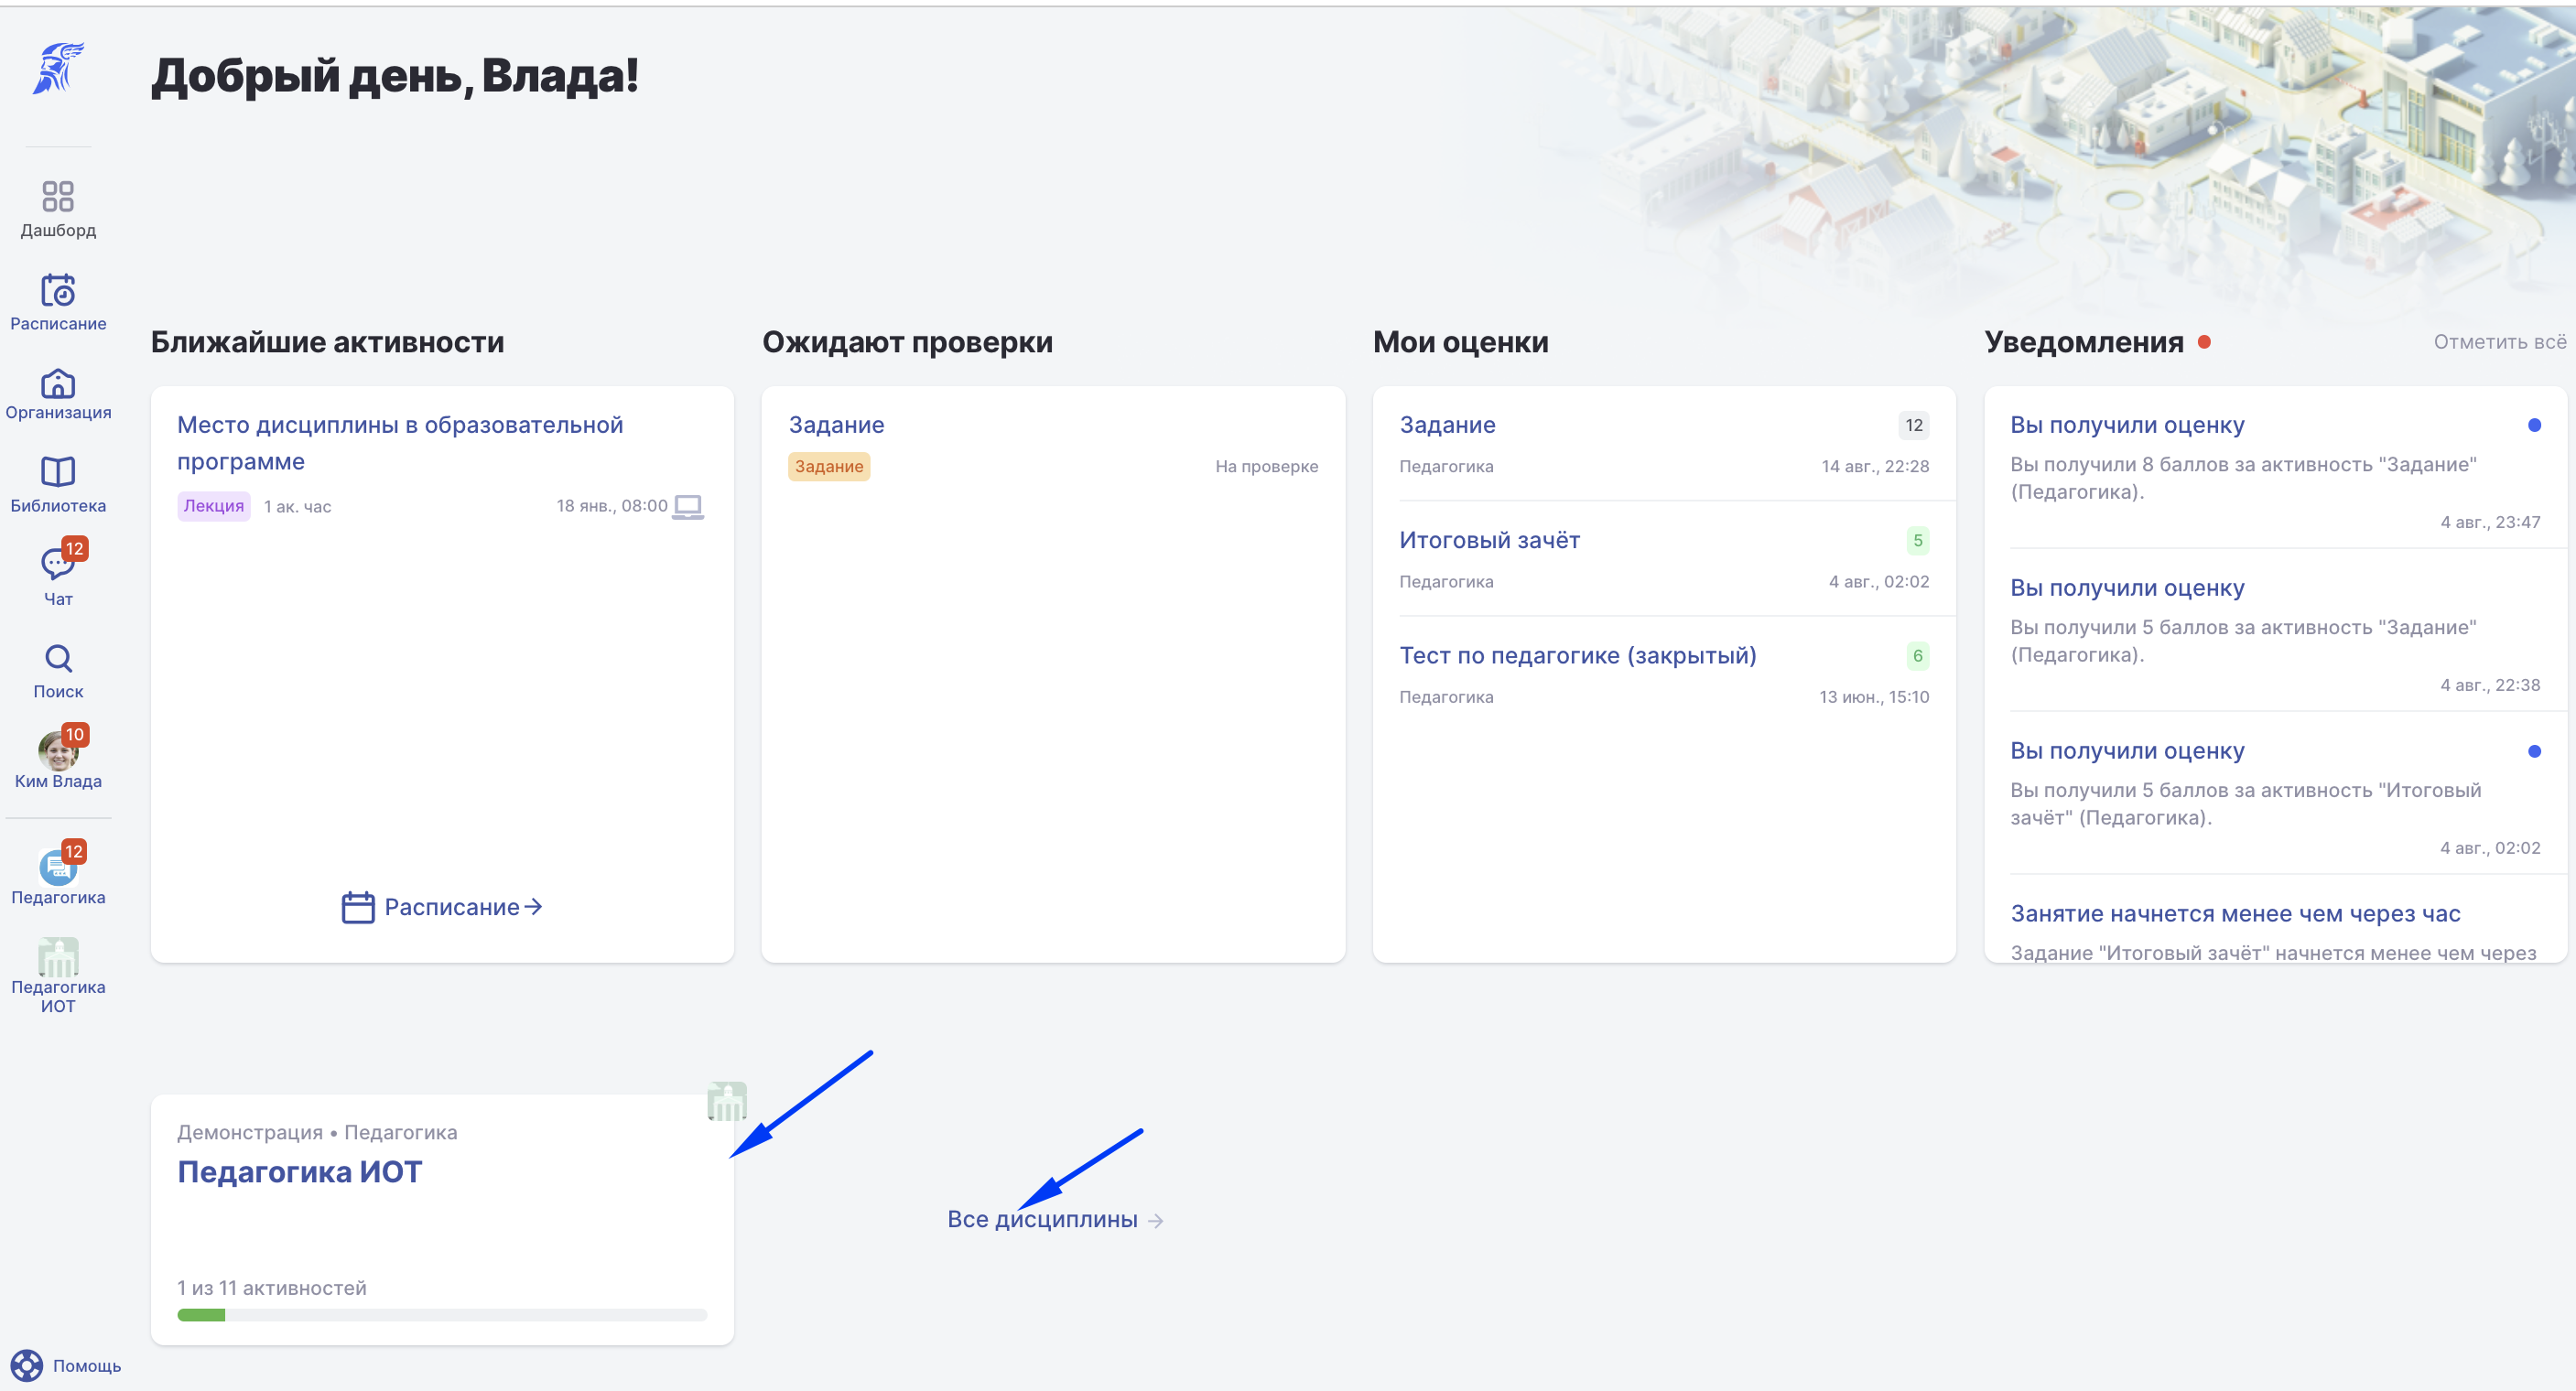 Добрый день, Влада!
Дашборд
Расписание
Организация
Библиотека
12
Чат
Поиск
10
Ким Влада
12
Педагогика
Педагогика
ИОТ
Помощь
Ближайшие активности
Место дисциплины в образовательной
программе
Лекция 1 ак. час 18 янв., 08:00
Расписание
Ожидают проверки
Задание
Задание На проверке
Мои оценки
Задание 12
Педагогика 14 авг., 22:28
Итоговый зачёт 5
Педагогика 4 авг., 02:02
Тест по педагогике (закрытый) 6
Педагогика 13 июн., 15:10
Уведомления Отметить всё
Вы получили оценку
Вы получили 8 баллов за активность "Задание"
(Педагогика).
4 авг., 23:47
Вы получили оценку
Вы получили 5 баллов за активность "Задание"
(Педагогика).
4 авг., 22:38
Вы получили оценку
Вы получили 5 баллов за активность "Итоговый
зачёт" (Педагогика).
4 авг., 02:02
Занятие начнется менее чем через час
Задание "Итоговый зачёт" начнется менее чем через
Демонстрация • Педагогика
Педагогика ИОТ
1 из 11 активностей
Все дисциплины